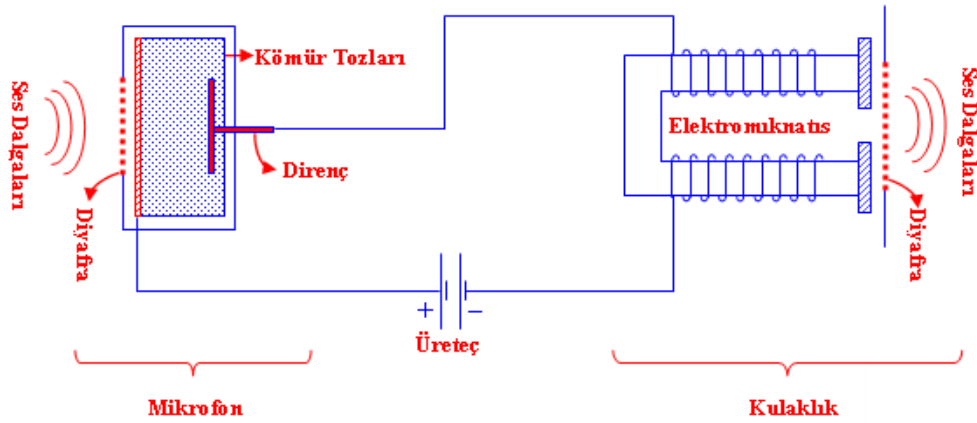 Kömür Tozları
Ses Dalgaları
Direnç
Diyafra
Elektromıknatıs
Ses Dalgaları
Diyafra
+ −
Üreteç
Mikrofon
Kulaklık